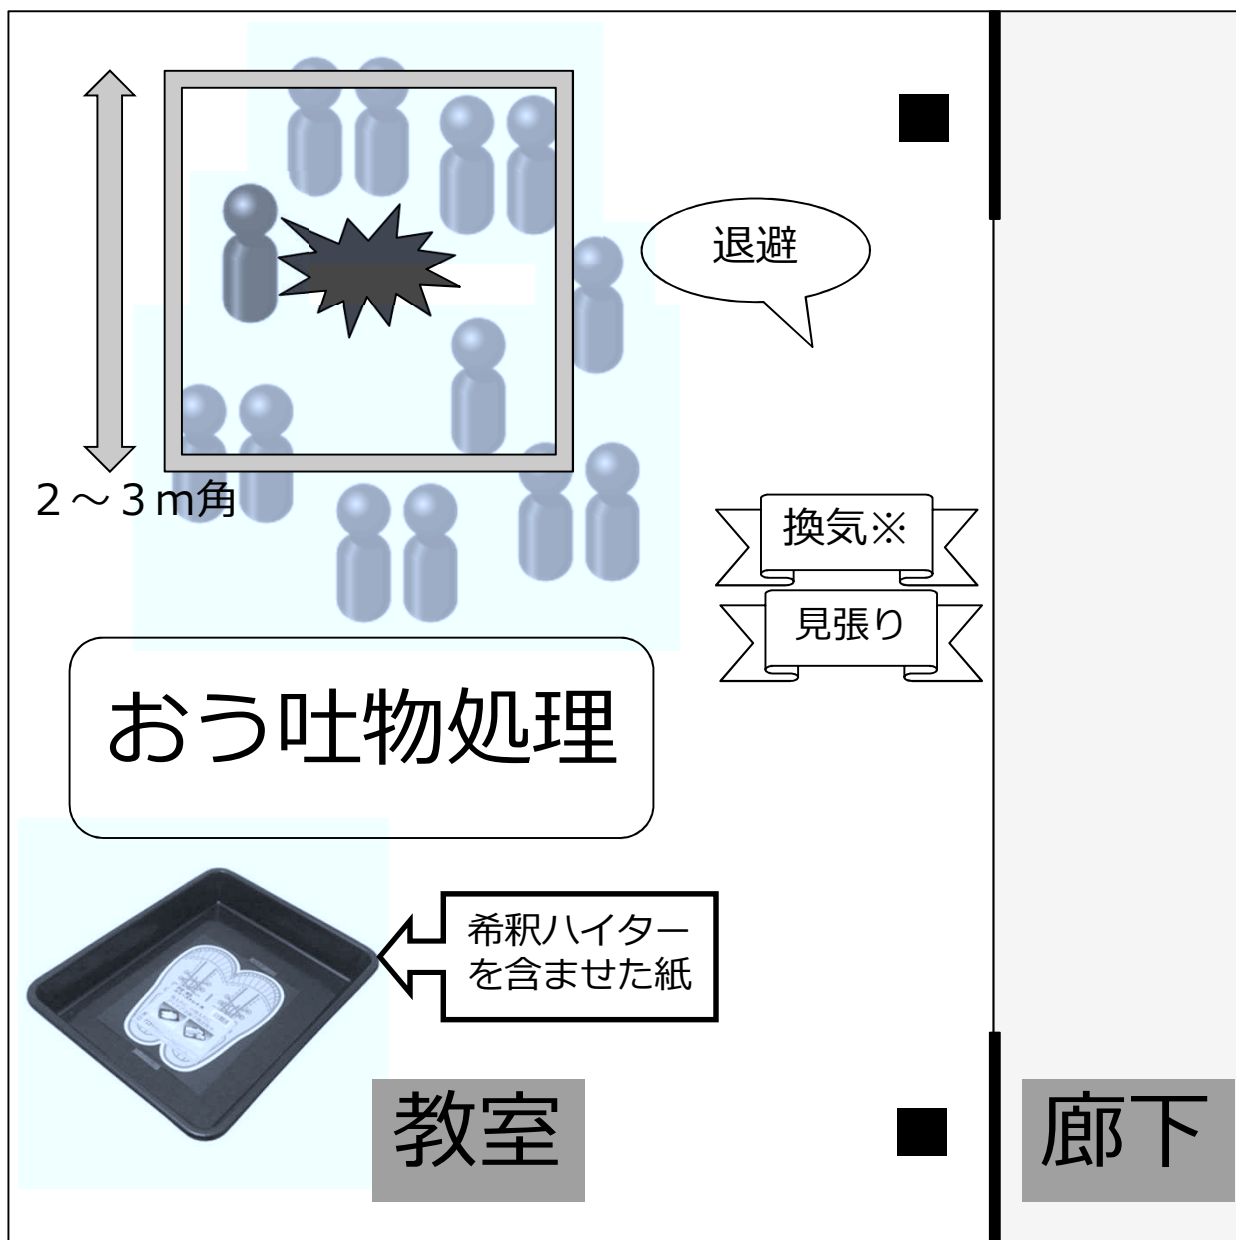 退避
２～３ｍ角
換気※
見張り
おう吐物処理
希釈ハイター
を含ませた紙
教室
廊下